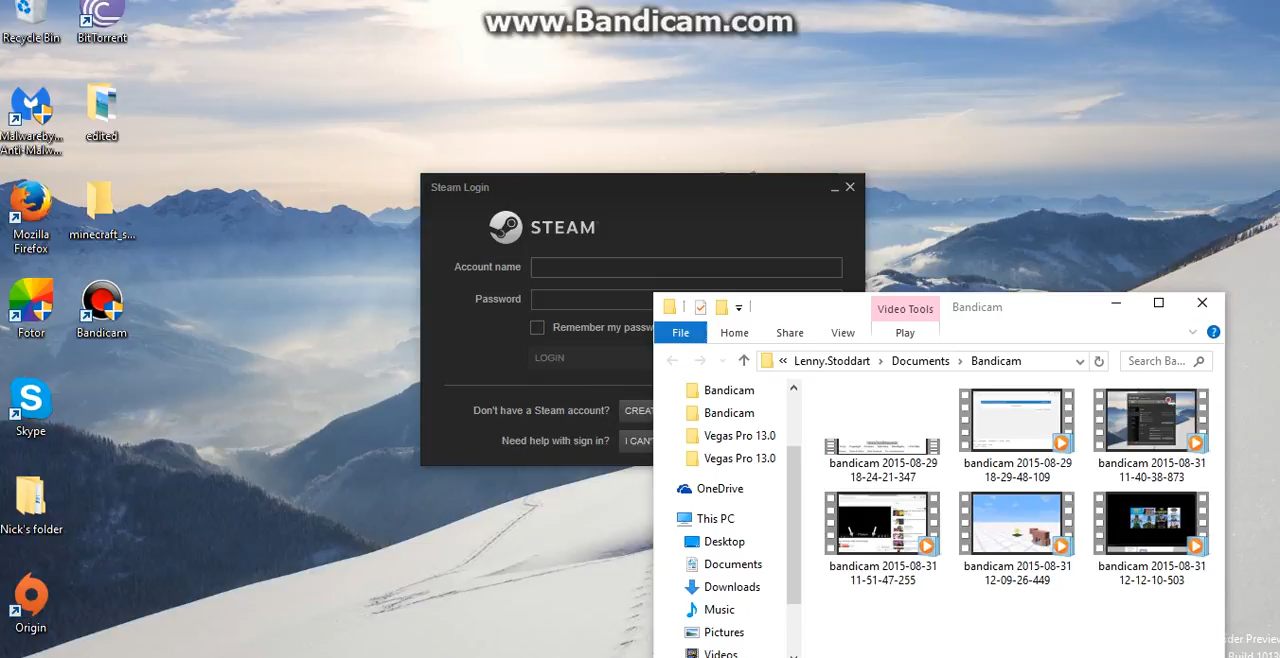 www.Bandicam.com
Recycle Bin
BitTorrent
Malwareby...
Anti-Malw...
edited
Mozilla
Firefox
minecraft_s...
Fotor
Bandicam
Skype
Nick's folder
Origin
Steam Login
STEAM
Account name
Password
Remember my passw
LOGIN
Don't have a Steam account?
CREAT
Need help with sign in?
I CAN'T
Video Tools
Bandicam
File
Home
Share
View
Play
« Lenny.Stoddart > Documents > Bandicam
Search Ba...
Bandicam
Bandicam
Vegas Pro 13.0
Vegas Pro 13.0
OneDrive
This PC
Desktop
Documents
Downloads
Music
Pictures
Videos
bandicam 2015-08-29
18-24-21-347
bandicam 2015-08-29
18-29-48-109
bandicam 2015-08-31
11-40-38-873
bandicam 2015-08-31
11-51-47-255
bandicam 2015-08-31
12-09-26-449
bandicam 2015-08-31
12-12-10-503
der Preview
Build